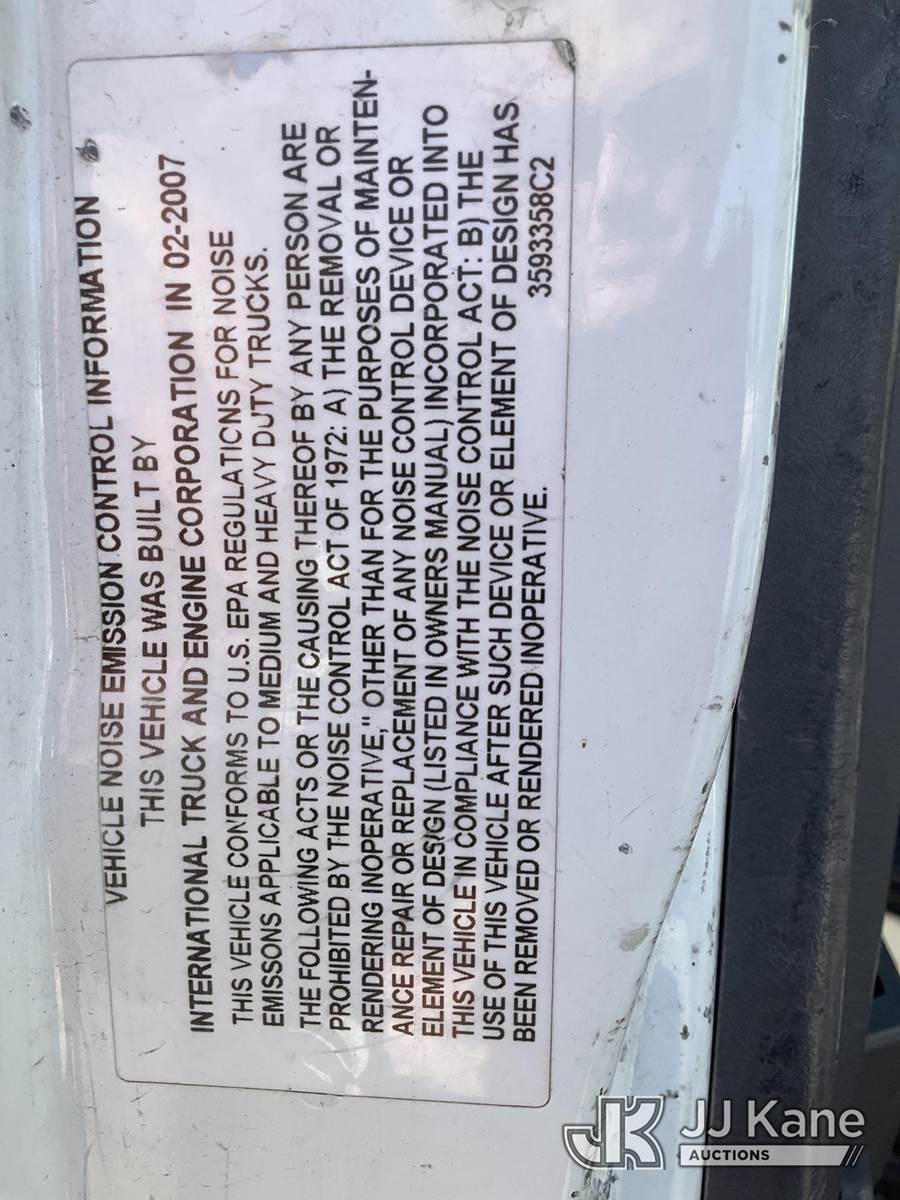 VEHICLE NOISE EMISSION CONTROL INFORMATION
THIS VEHICLE WAS BUILT BY
INTERNATIONAL TRUCK AND ENGINE CORPORATION IN 02-2007
THIS VEHICLE CONFORMS TO U.S. EPA REGULATIONS FOR NOISE
EMISSONS APPLICABLE TO MEDIUM AND HEAVY DUTY TRUCKS.
THE FOLLOWING ACTS OR THE CAUSING THEREOF BY ANY PERSON ARE
PROHIBITED BY THE NOISE CONTROL ACT OF 1972: A) THE REMOVAL OR
RENDERING INOPERATIVE," OTHER THAN FOR THE PURPOSES OF MAINTEN-
ANCE REPAIR OR REPLACEMENT OF ANY NOISE CONTROL DEVICE OR
ELEMENT OF DESIGN (LISTED IN OWNERS MANUAL) INCORPORATED INTO
THIS VEHICLE IN COMPLIANCE WITH THE NOISE CONTROL ACT: B) THE
USE OF THIS VEHICLE AFTER SUCH DEVICE OR ELEMENT OF DESIGN HAS
BEEN REMOVED OR RENDERED INOPERATIVE.
3593358C2
JK JJ Kane
AUCTIONS